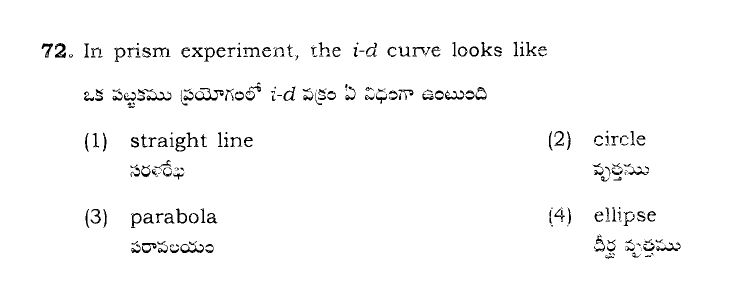 72. In prism experiment, the i-d curve looks like
ఒక పట్టకము ప్రయోగంలో i-d వక్రం ఏ విధంగా ఉంటుంది
(1) straight line (2) circle
సరళరేఖ వృత్తము
(3) parabola (4) ellipse
పరావలయం దీర్ఘ వృత్తము